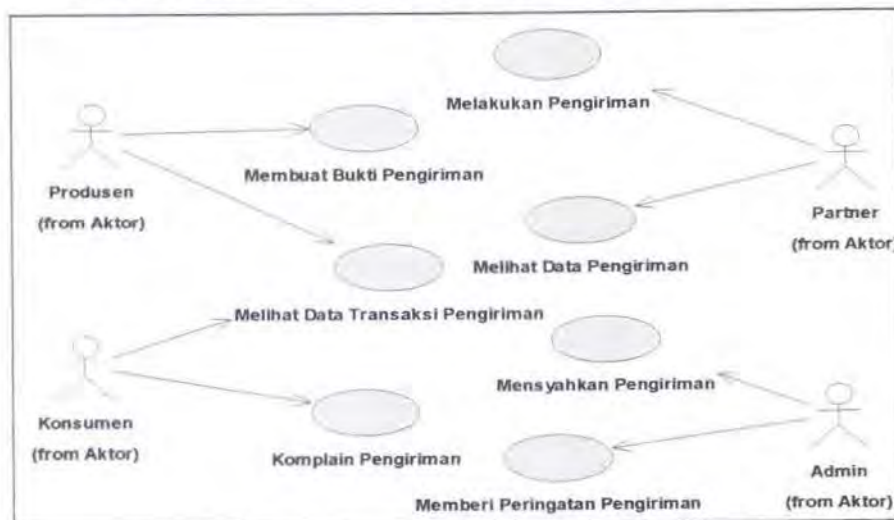 Melakukan Pengiriman
Membuat Bukti Pengiriman
Produsen
(from Aktor)
Partner
(from Aktor)
Melihat Data Pengiriman
Melihat Data Transaksi Pengiriman
Mensyahkan Pengiriman
Konsumen
(from Aktor)
Komplain Pengiriman
Admin
(from Aktor)
Memberi Peringatan Pengiriman